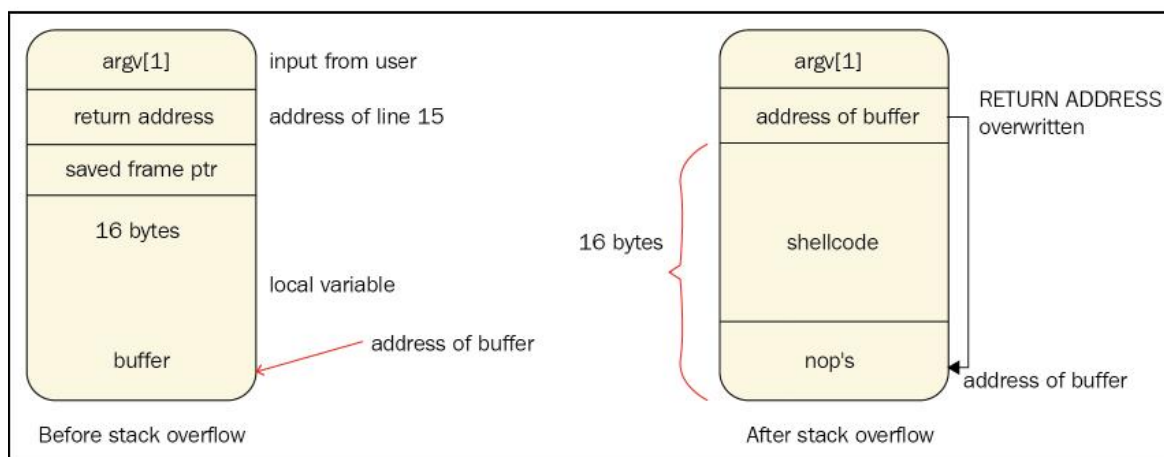 argv[1]
input from user
return address
address of line 15
saved frame ptr
16 bytes
local variable
address of buffer
buffer
Before stack overflow
argv[1]
RETURN ADDRESS
overwritten
address of buffer
16 bytes
shellcode
nop's
address of buffer
After stack overflow